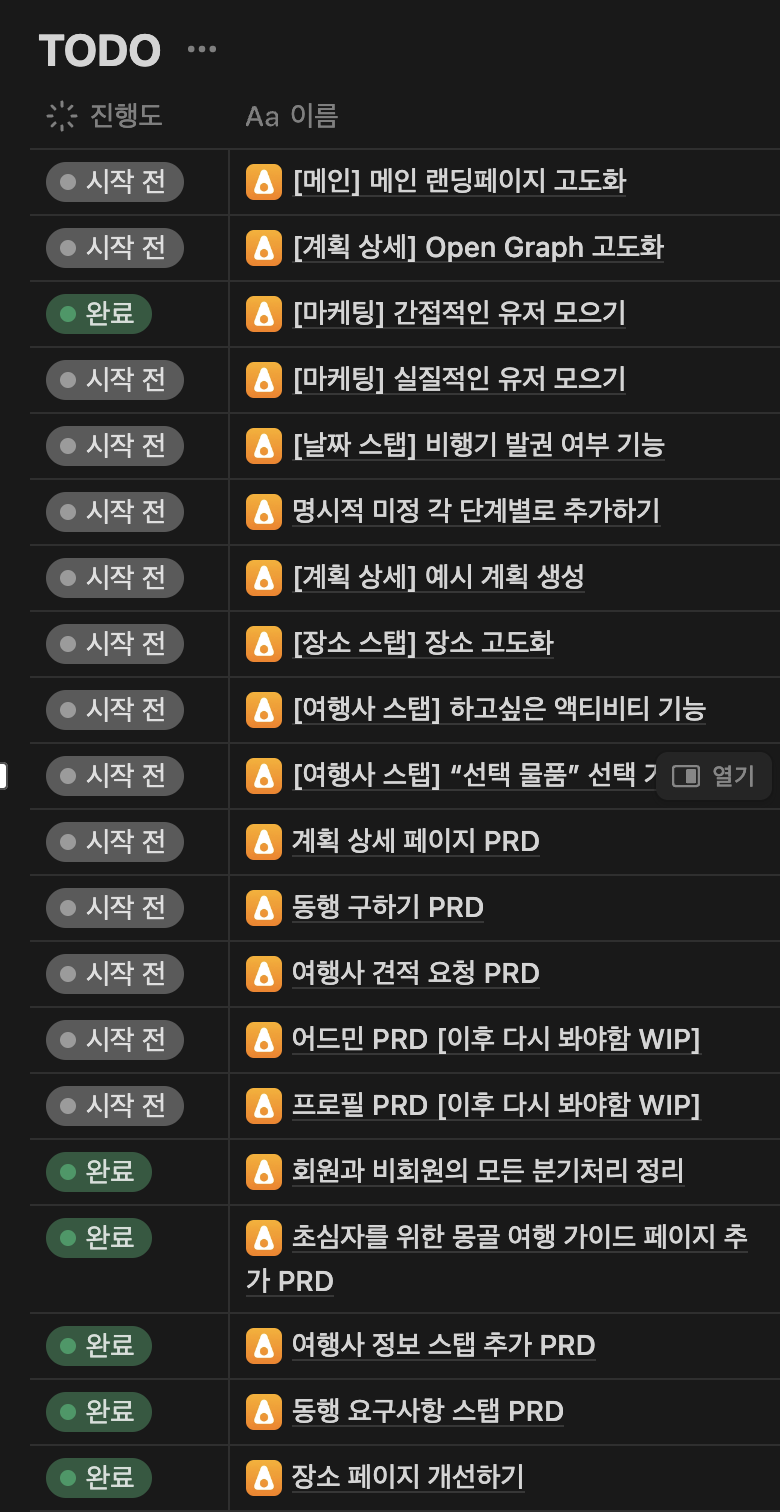 TODO ...
진행도 Aa 이름
시작 전 [메인] 메인 랜딩페이지 고도화
시작 전 [계획 상세] Open Graph 고도화
완료 [마케팅] 간접적인 유저 모으기
시작 전 [마케팅] 실질적인 유저 모으기
시작 전 [날짜 스탭] 비행기 발권 여부 기능
시작 전 명시적 미정 각 단계별로 추가하기
시작 전 [계획 상세] 예시 계획 생성
시작 전 [장소 스탭] 장소 고도화
시작 전 [여행사 스탭] 하고싶은 액티비티 기능
시작 전 [여행사 스탭] “선택 물품” 선택 열기
시작 전 계획 상세 페이지 PRD
시작 전 동행 구하기 PRD
시작 전 여행사 견적 요청 PRD
시작 전 어드민 PRD [이후 다시 봐야함 WIP]
시작 전 프로필 PRD [이후 다시 봐야함 WIP]
완료 회원과 비회원의 모든 분기처리 정리
완료 초심자를 위한 몽골 여행 가이드 페이지 추
가 PRD
완료 여행사 정보 스탭 추가 PRD
완료 동행 요구사항 스탭 PRD
완료 장소 페이지 개선하기